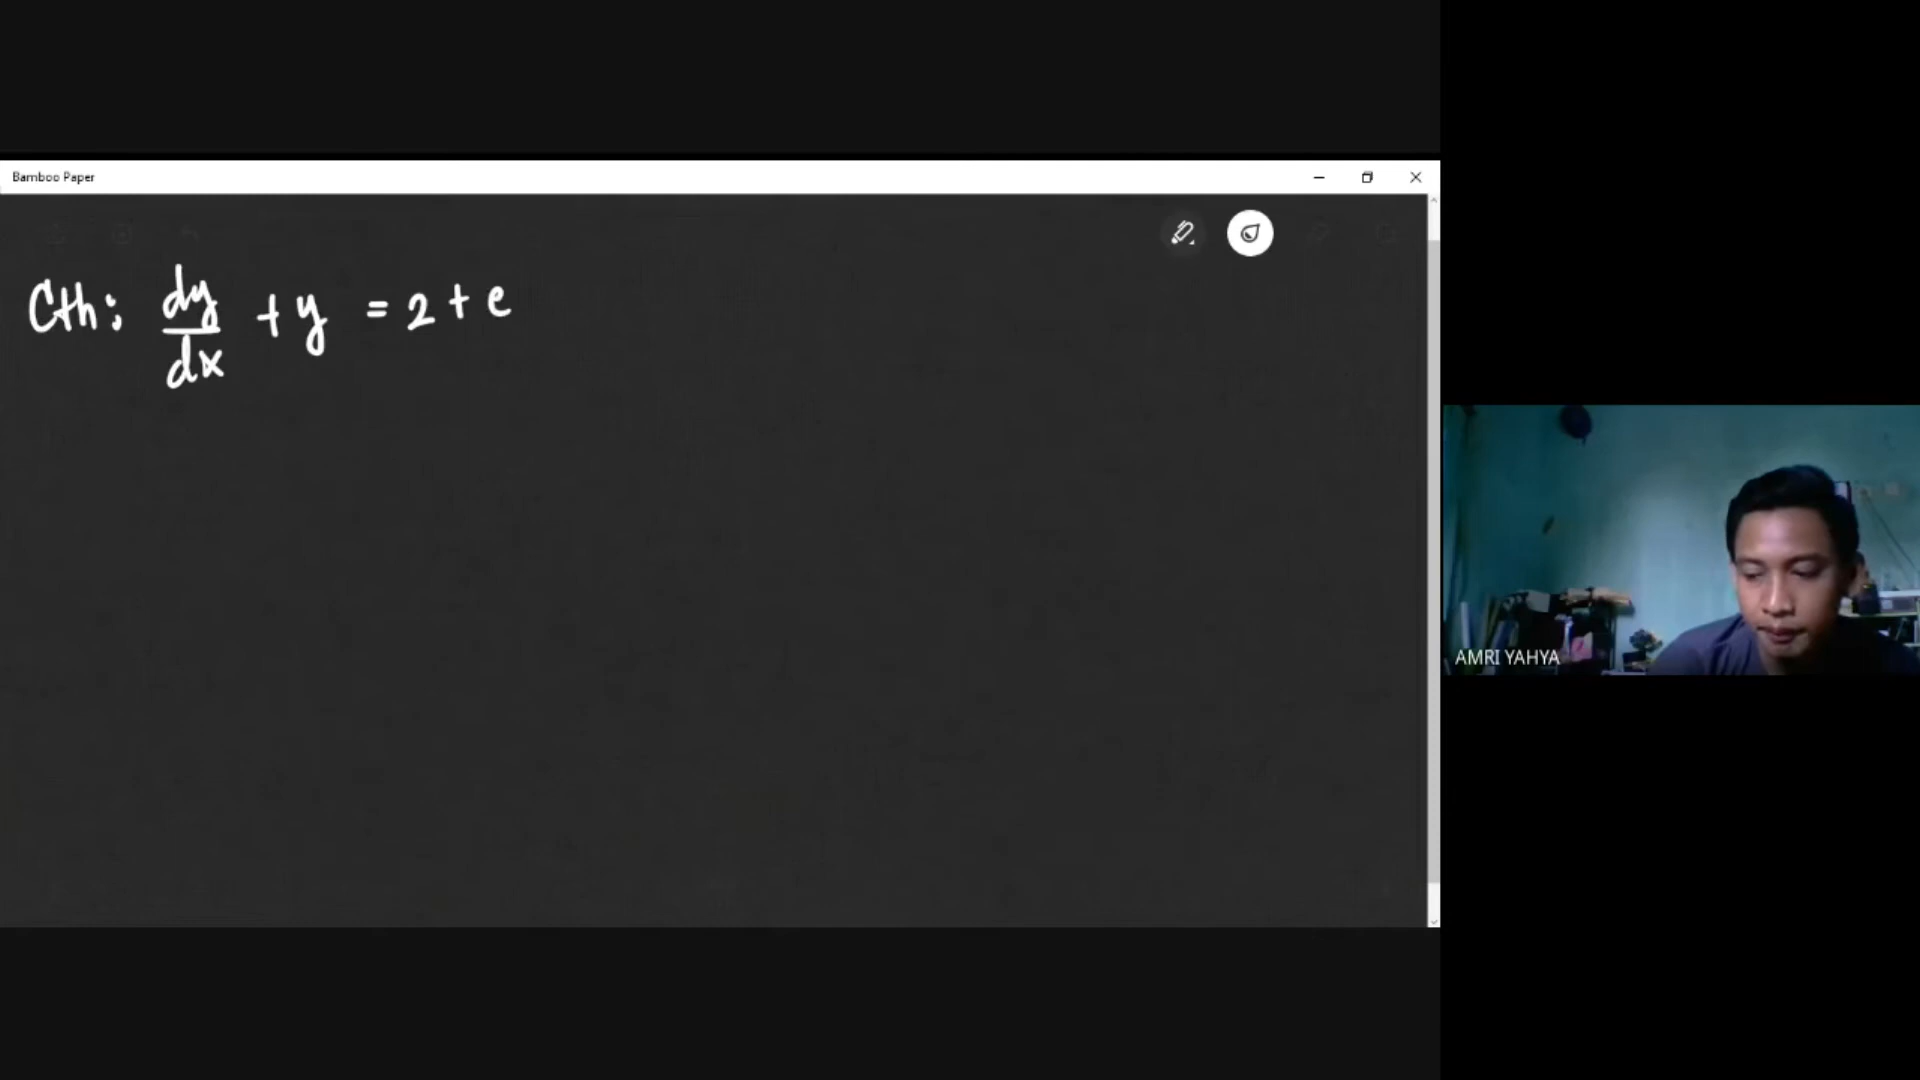 Bamboo Paper
Cth: dy/dx + y = 2 + e
AMRI YAHYA